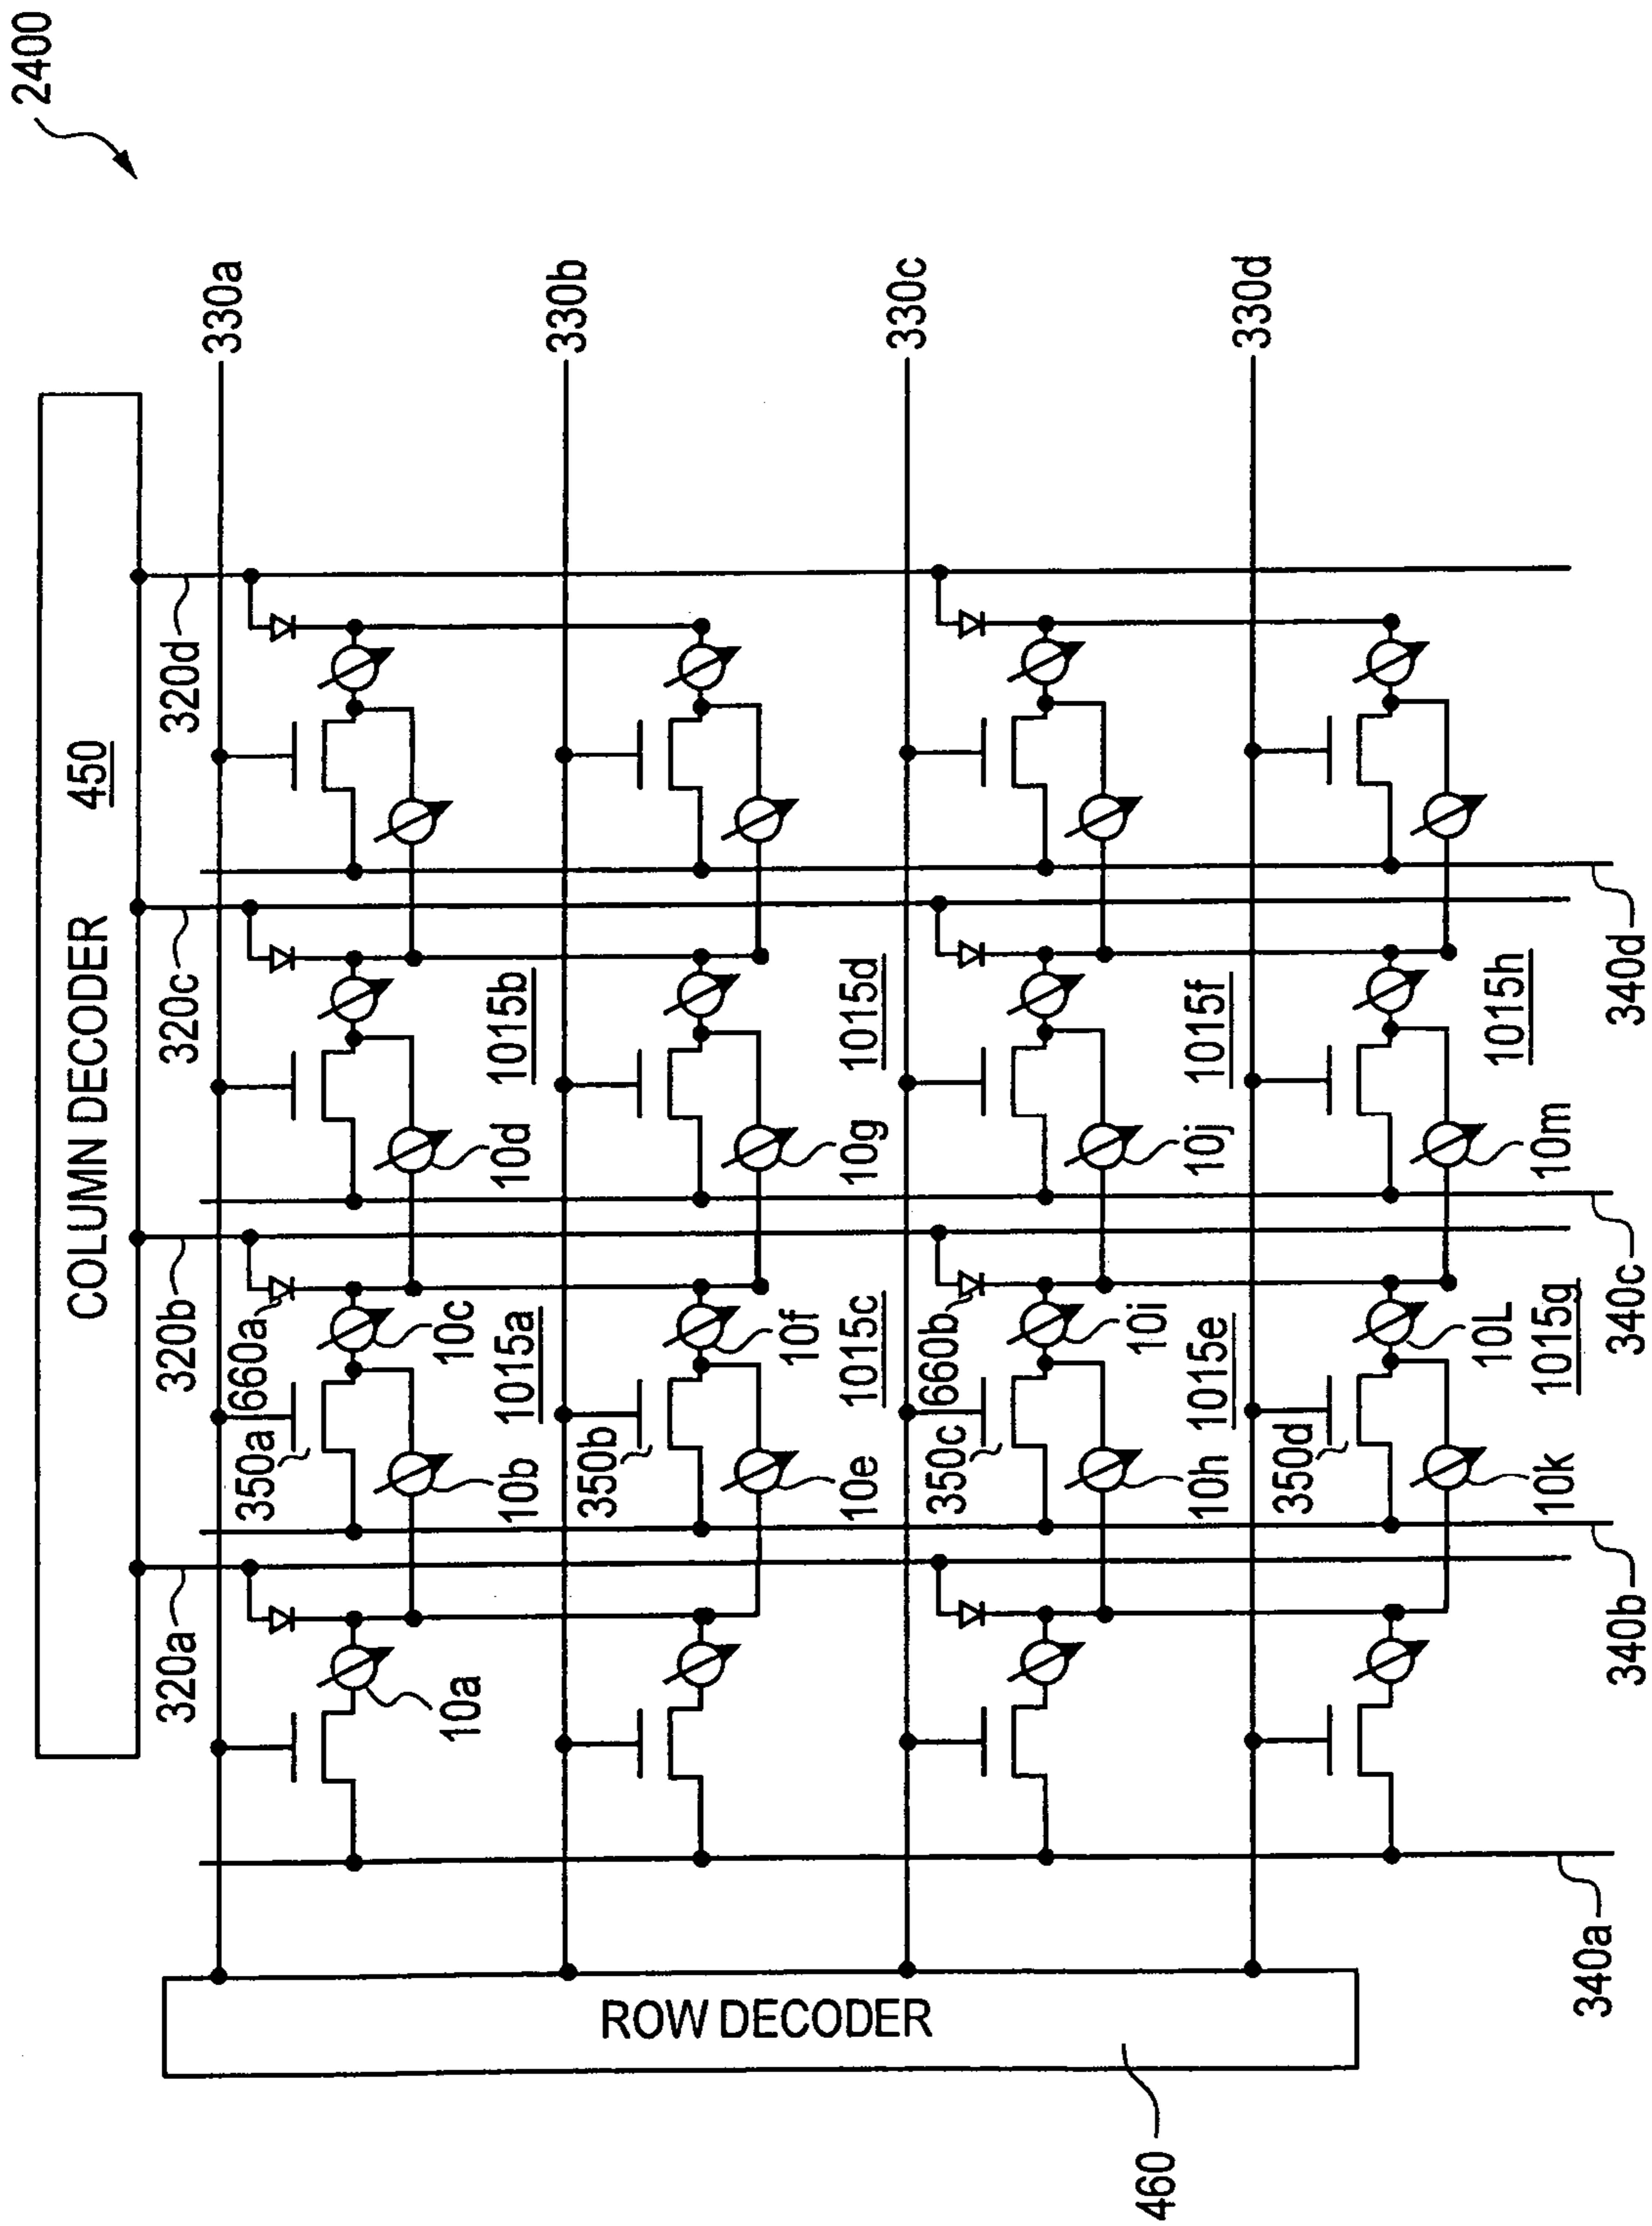 2400
COLUMN DECODER
450
320a
320b
320c
320d
330a
350a
660a
10a
10b
10c
10d
1015a
1015b
330b
350b
10e
10f
10g
1015c
1015d
330c
350c
660b
10h
10i
10j
1015e
1015f
330d
350d
10k
10L
10m
1015g
1015h
340a
340b
340c
340d
ROW DECODER
460